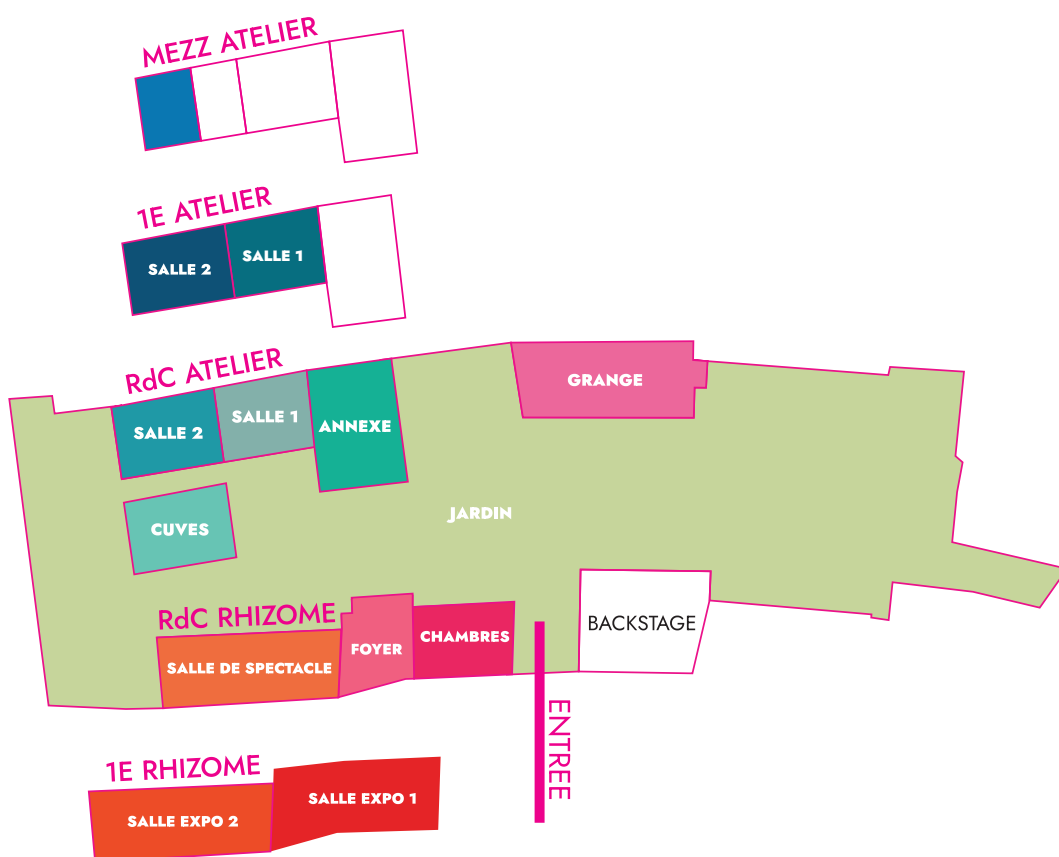 MEZZ ATELIER
1E ATELIER
SALLE 2
SALLE 1
RdC ATELIER
SALLE 2
SALLE 1
ANNEXE
GRANGE
CUVES
JARDIN
RdC RHIZOME
SALLE DE SPECTACLE
FOYER
CHAMBRES
BACKSTAGE
ENTREE
1E RHIZOME
SALLE EXPO 2
SALLE EXPO 1